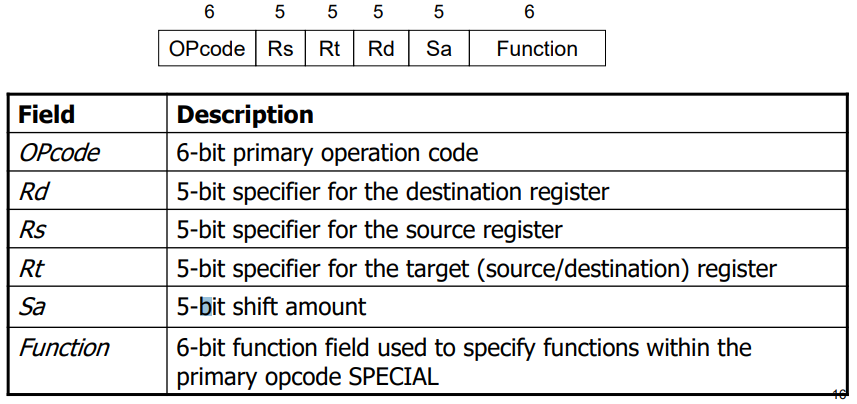 6 5 5 5 5 6
OPcode Rs Rt Rd Sa Function
Field Description
OPcode 6-bit primary operation code
Rd 5-bit specifier for the destination register
Rs 5-bit specifier for the source register
Rt 5-bit specifier for the target (source/destination) register
Sa 5-bit shift amount
Function 6-bit function field used to specify functions within the
primary opcode SPECIAL
16